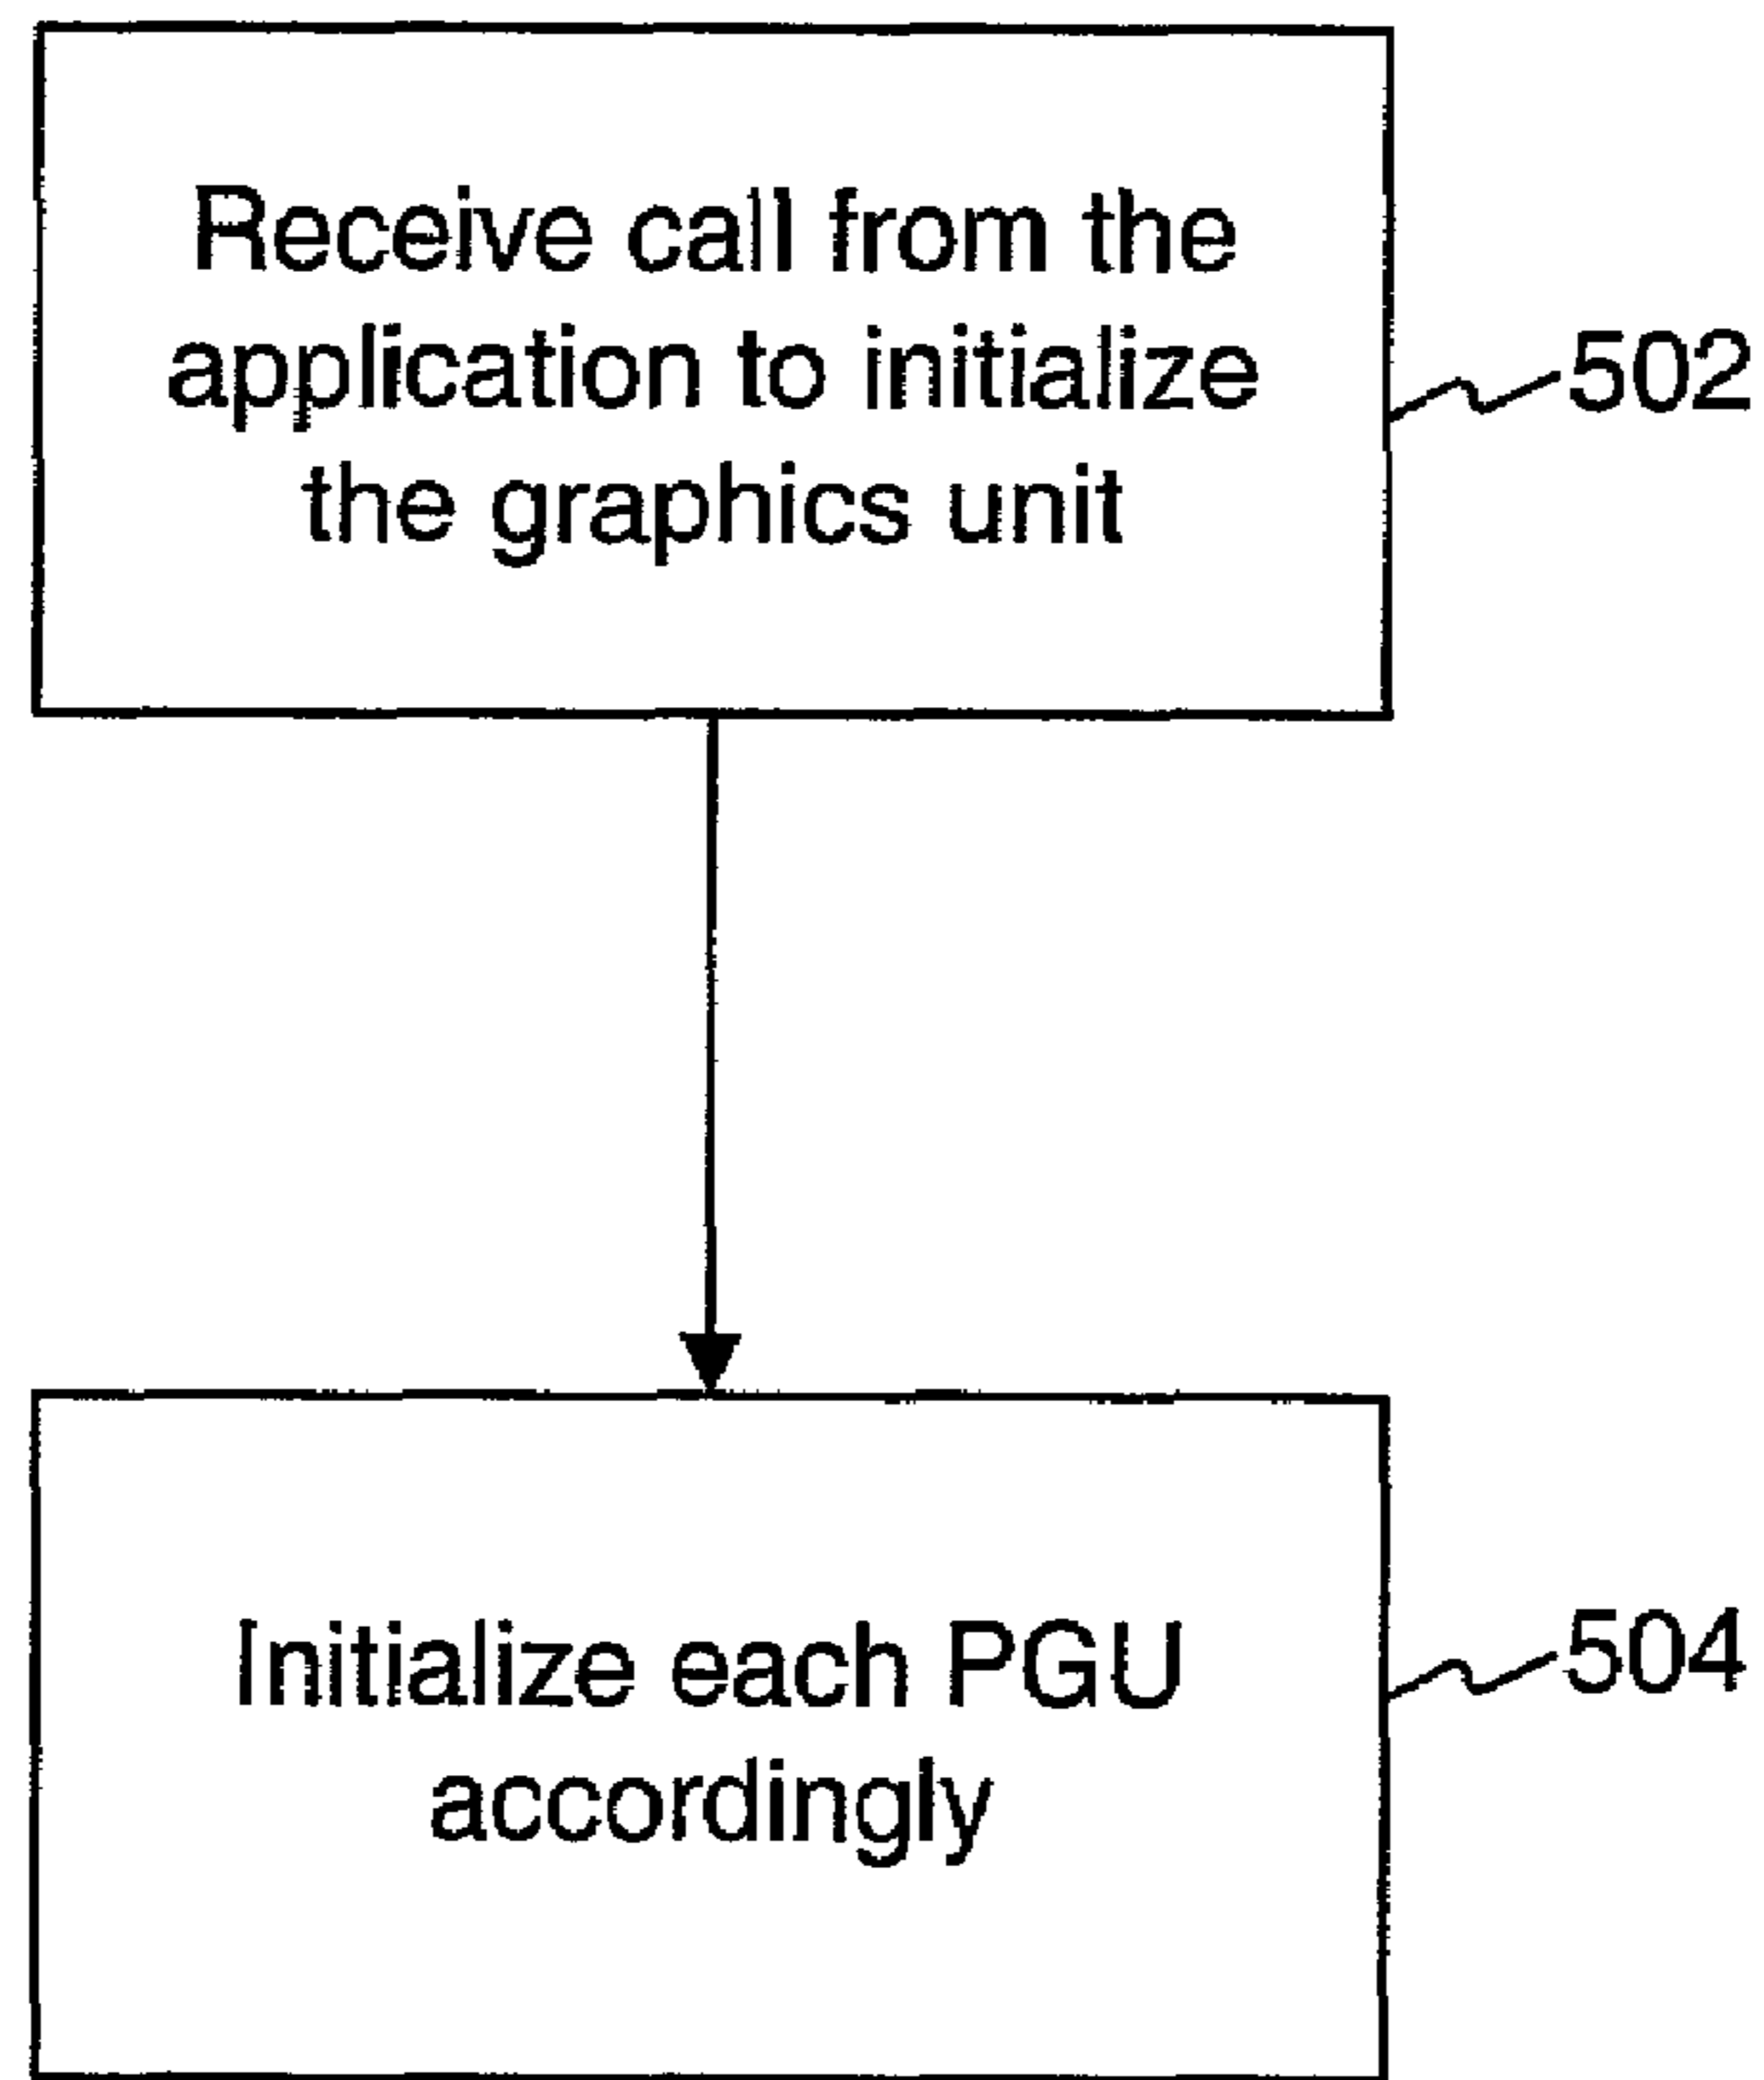 Receive call from the
application to initialize
the graphics unit
502
Initialize each PGU
accordingly
504